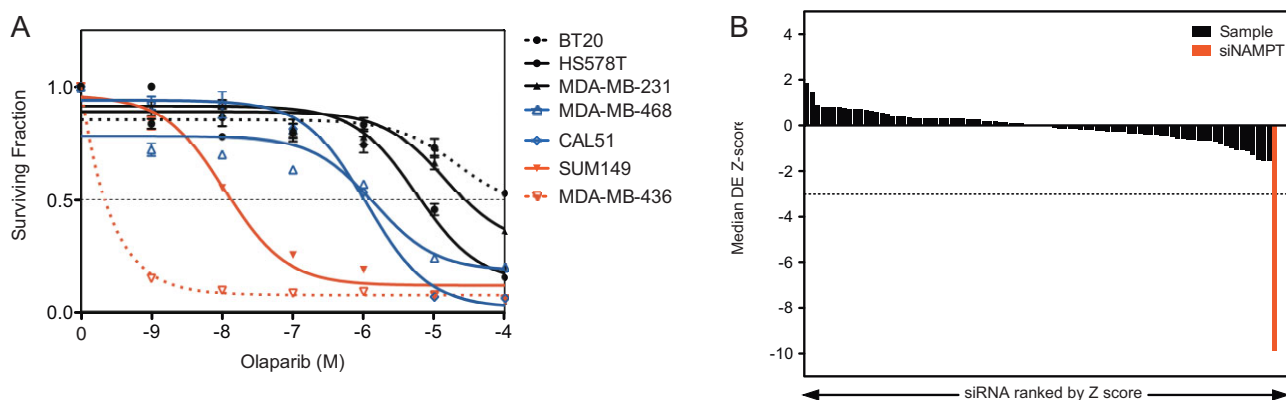 A
BT20
HS578T
MDA-MB-231
MDA-MB-468
CAL51
SUM149
MDA-MB-436
Surviving Fraction
1.0
0.5
0.0
0 -9 -8 -7 -6 -5 -4
Olaparib (M)
B
Sample
siNAMPT
Median DE Z-score
4
2
0
-2
-4
-6
-8
-10
siRNA ranked by Z score